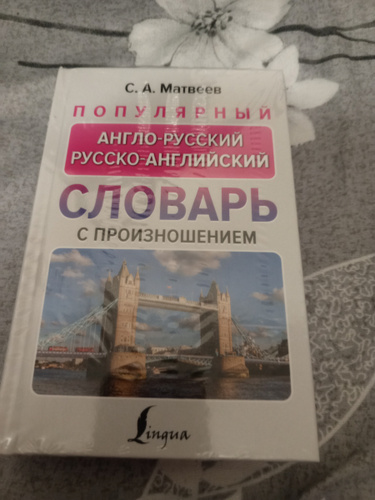 С. А. Матвеев
ПОПУЛЯРНЫЙ
АНГЛО-РУССКИЙ
РУССКО-АНГЛИЙСКИЙ
СЛОВАРЬ
С ПРОИЗНОШЕНИЕМ
Lingua